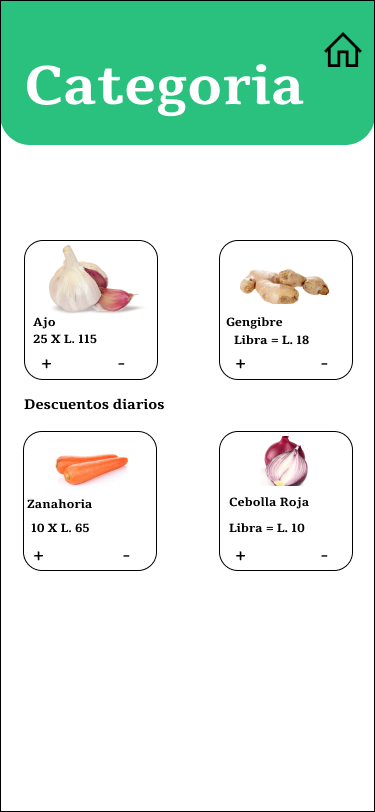 Categoria
Ajo
25 X L. 115
+ -
Gengibre
Libra = L. 18
+ -
Descuentos diarios
Zanahoria
10 X L. 65
+ -
Cebolla Roja
Libra = L. 10
+ -